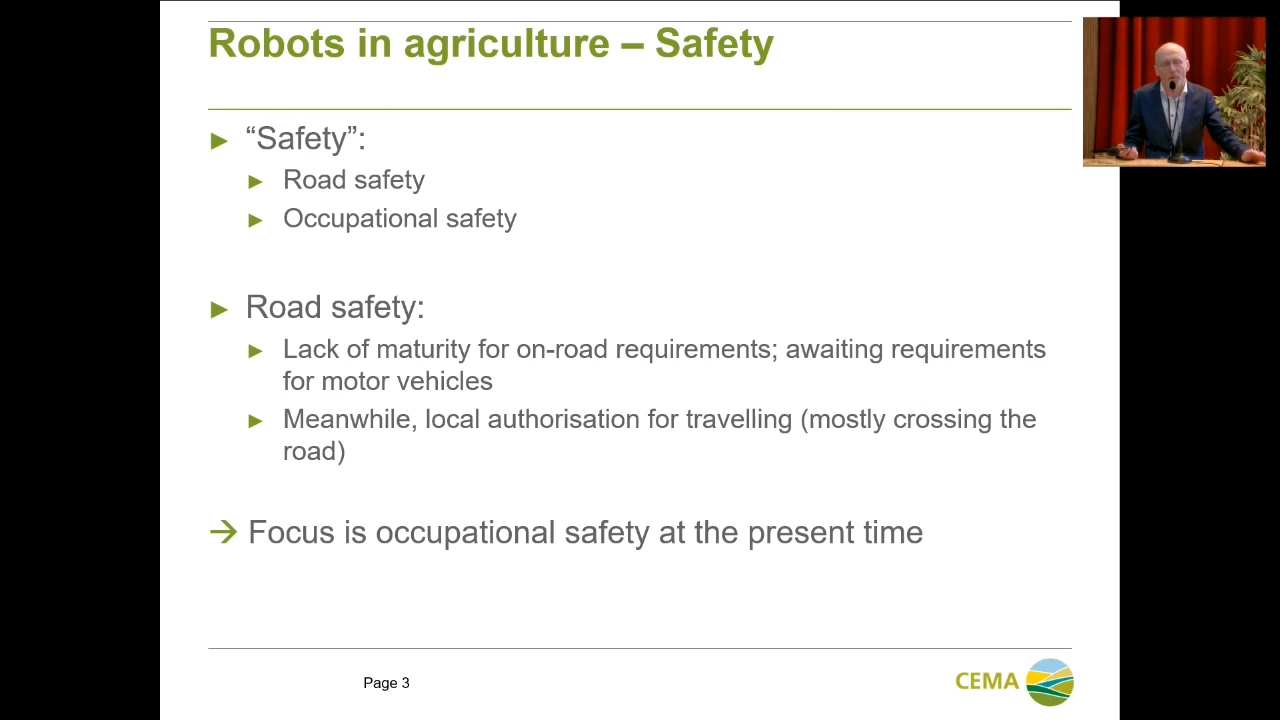 Robots in agriculture – Safety
► “Safety”:
► Road safety
► Occupational safety
► Road safety:
► Lack of maturity for on-road requirements; awaiting requirements
for motor vehicles
► Meanwhile, local authorisation for travelling (mostly crossing the
road)
→ Focus is occupational safety at the present time
Page 3
CEMA